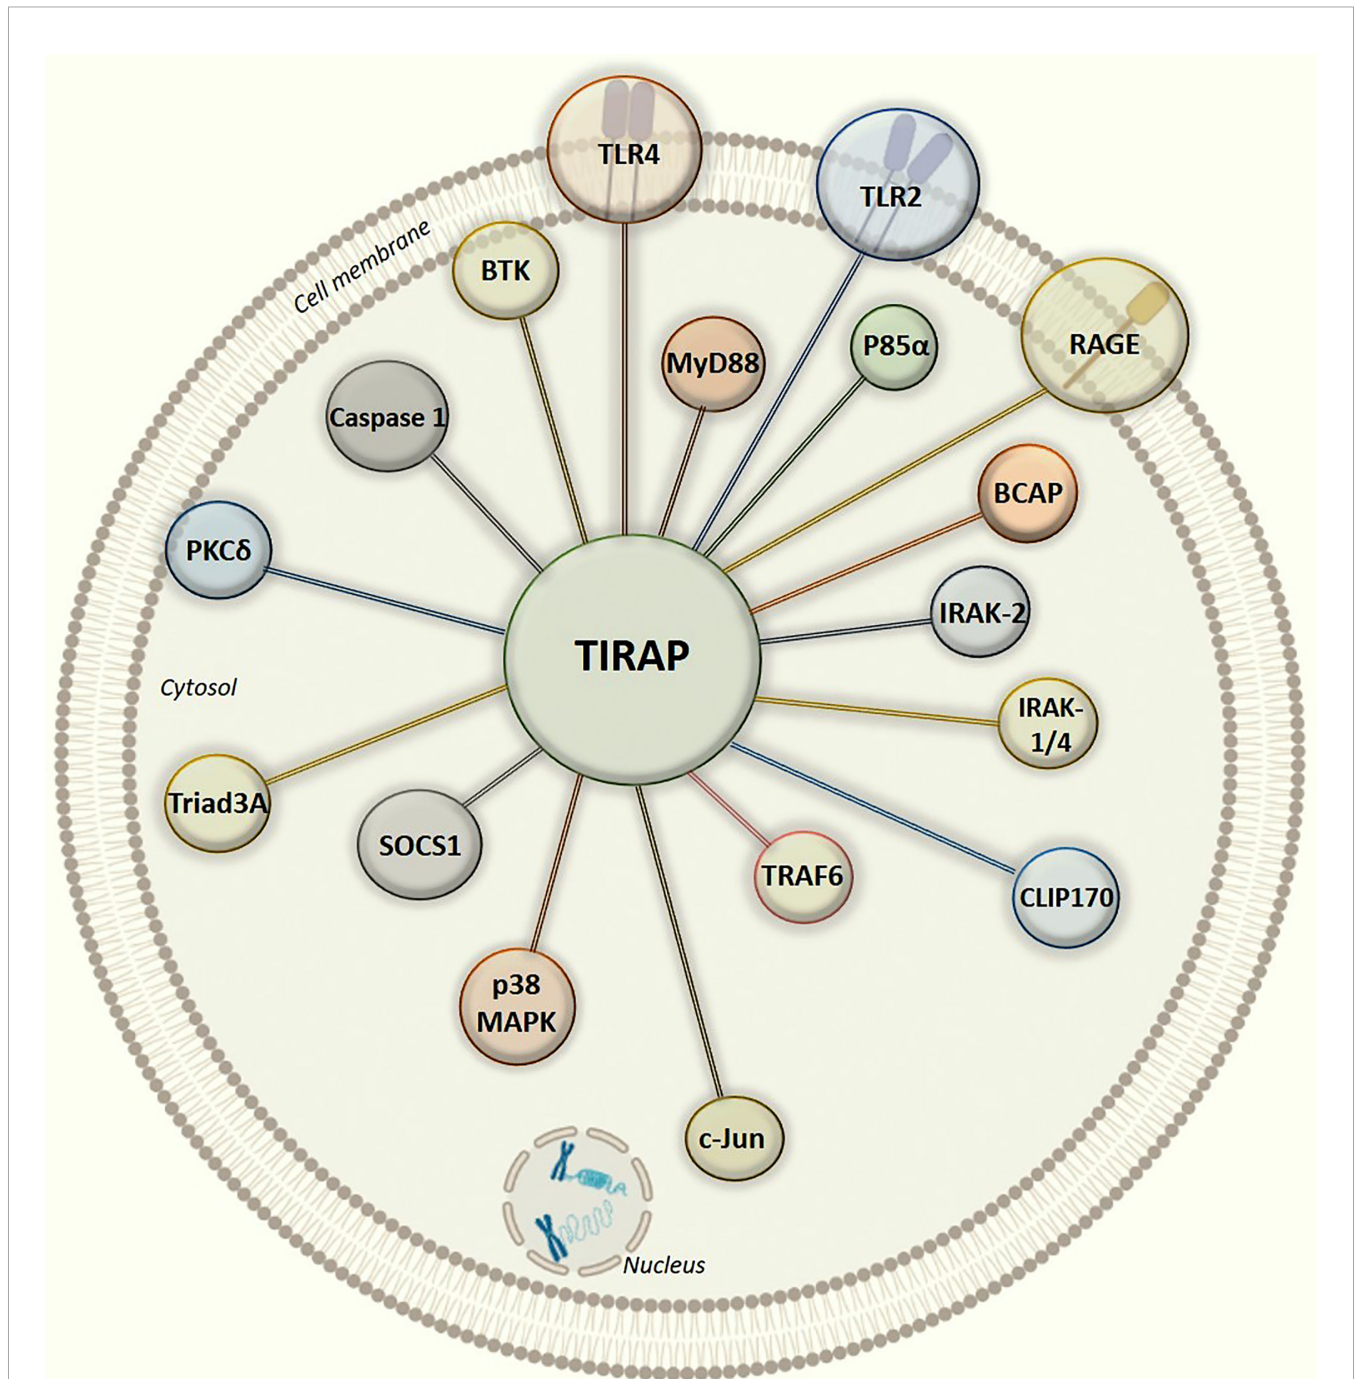 TLR4
TLR2
Cell membrane
BTK
RAGE
MyD88
P85α
Caspase 1
BCAP
PKCδ
IRAK-2
TIRAP
Cytosol
IRAK-
1/4
Triad3A
SOCS1
TRAF6
CLIP170
p38
MAPK
c-Jun
Nucleus